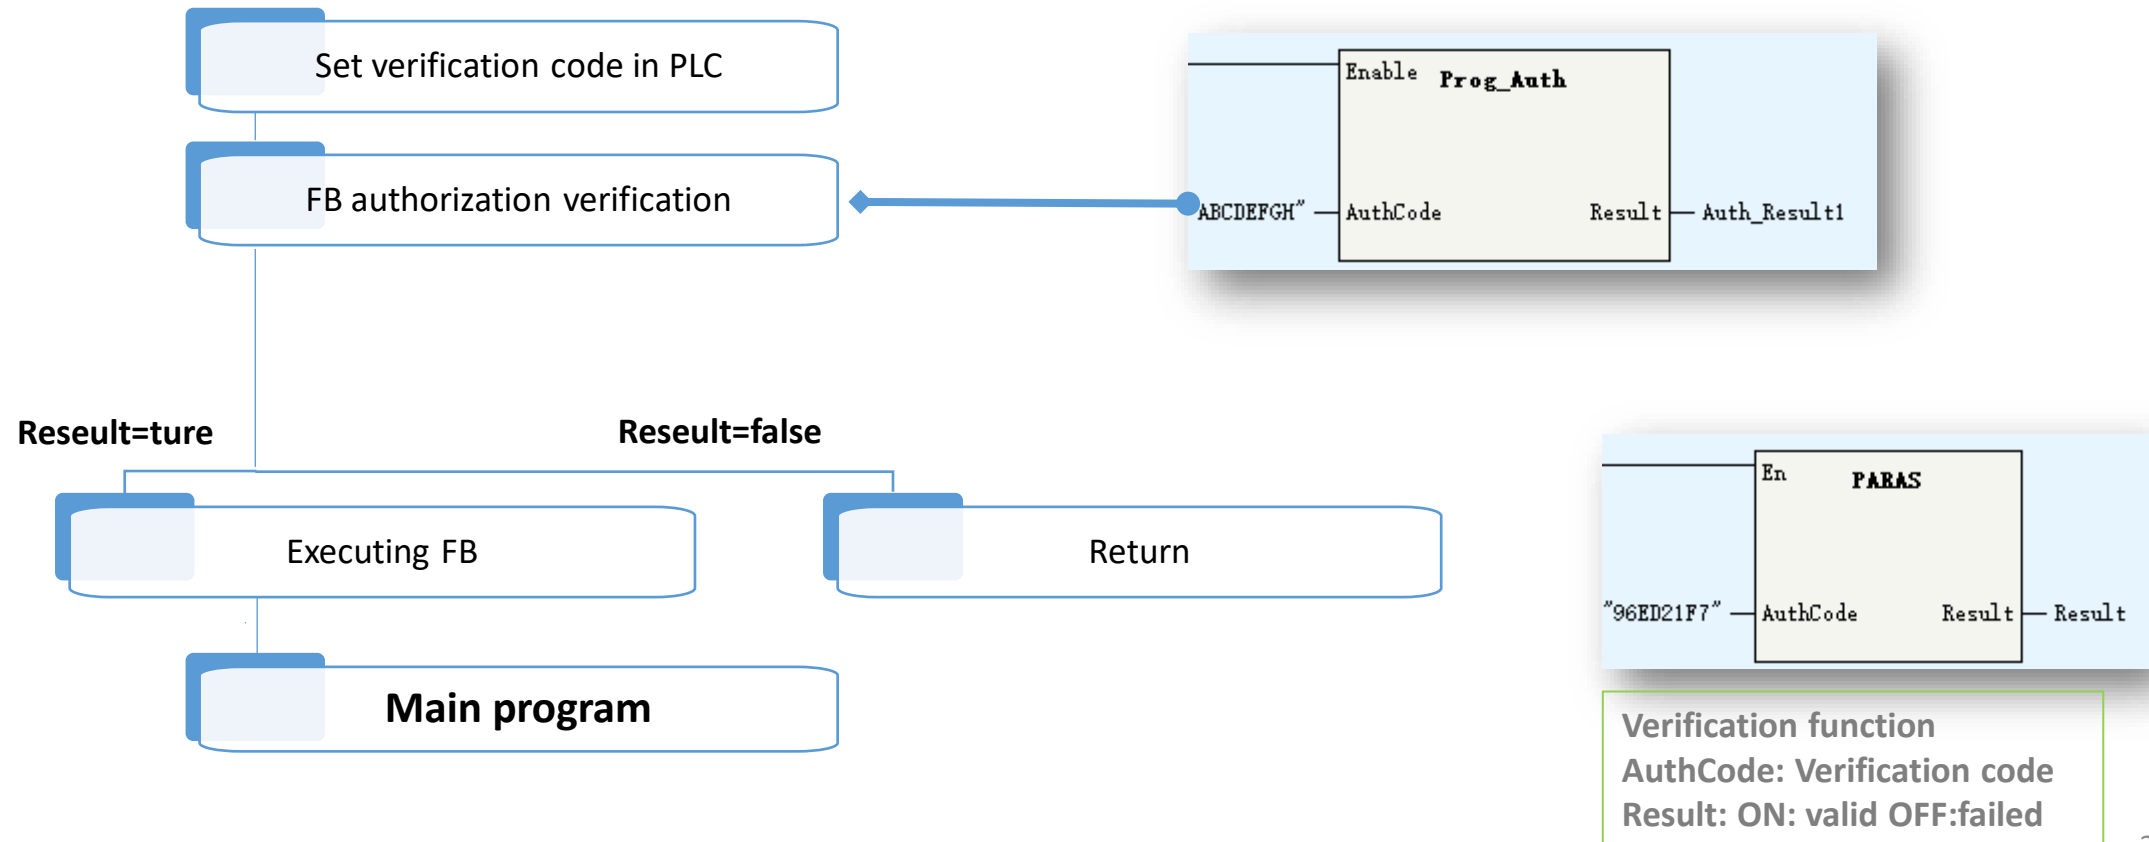 Set verification code in PLC
Enable Prog_Auth
FB authorization verification
ABCDEFGH" AuthCode Result Auth_Result1
Reseult=ture
Reseult=false
En PARAS
Executing FB
Return
"96ED21F7" AuthCode Result Result
Main program
Verification function
AuthCode: Verification code
Result: ON: valid OFF:failed